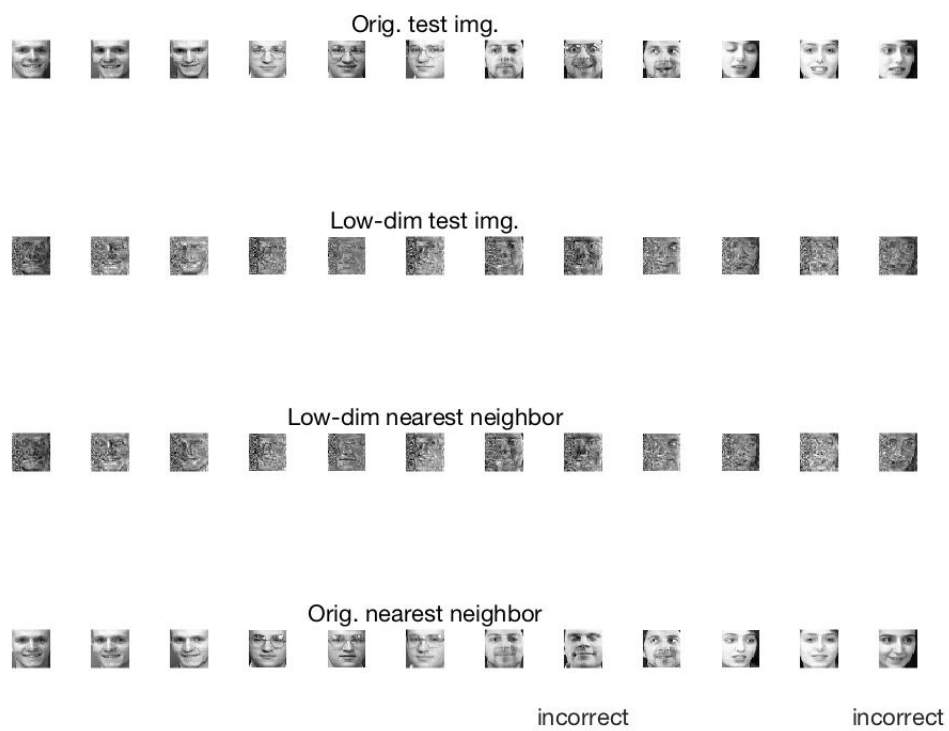 Orig. test img.
Low-dim test img.
Low-dim nearest neighbor
Orig. nearest neighbor
incorrect incorrect